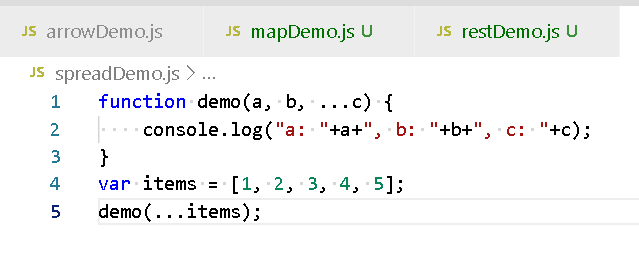 JS arrowDemo.js JS mapDemo.js U JS restDemo.js U
JS spreadDemo.js > ...
1 function demo(a, b, ...c) {
2     console.log("a: "+a+", b: "+b+", c: "+c);
3 }
4 var items = [1, 2, 3, 4, 5];
5 demo(...items);